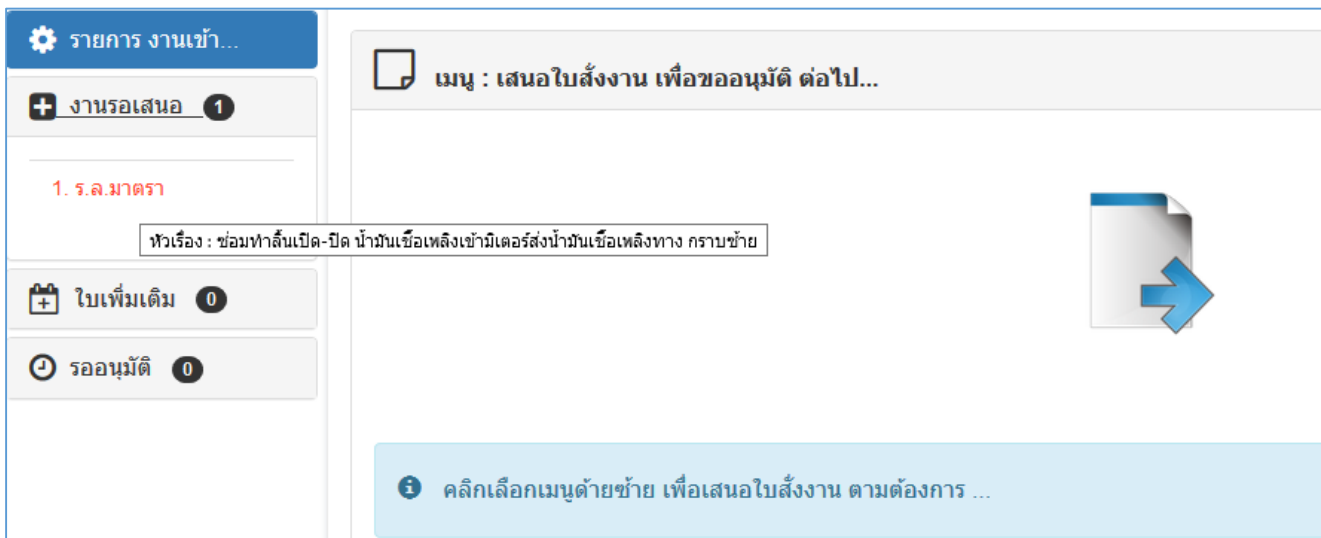 รายการ งานเข้า...
งานรอเสนอ 1
1. ร.ล.มาตรา
หัวเรื่อง : ซ่อมทำลิ้นเปิด-ปิด น้ำมันเชื้อเพลิงเข้ามิเตอร์ส่งน้ำมันเชื้อเพลิงทาง กราบซ้าย
ใบเพิ่มเติม 0
รออนุมัติ 0
เมนู : เสนอใบสั่งงาน เพื่อขออนุมัติ ต่อไป...
คลิกเลือกเมนูด้ายซ้าย เพื่อเสนอใบสั่งงาน ตามต้องการ ...